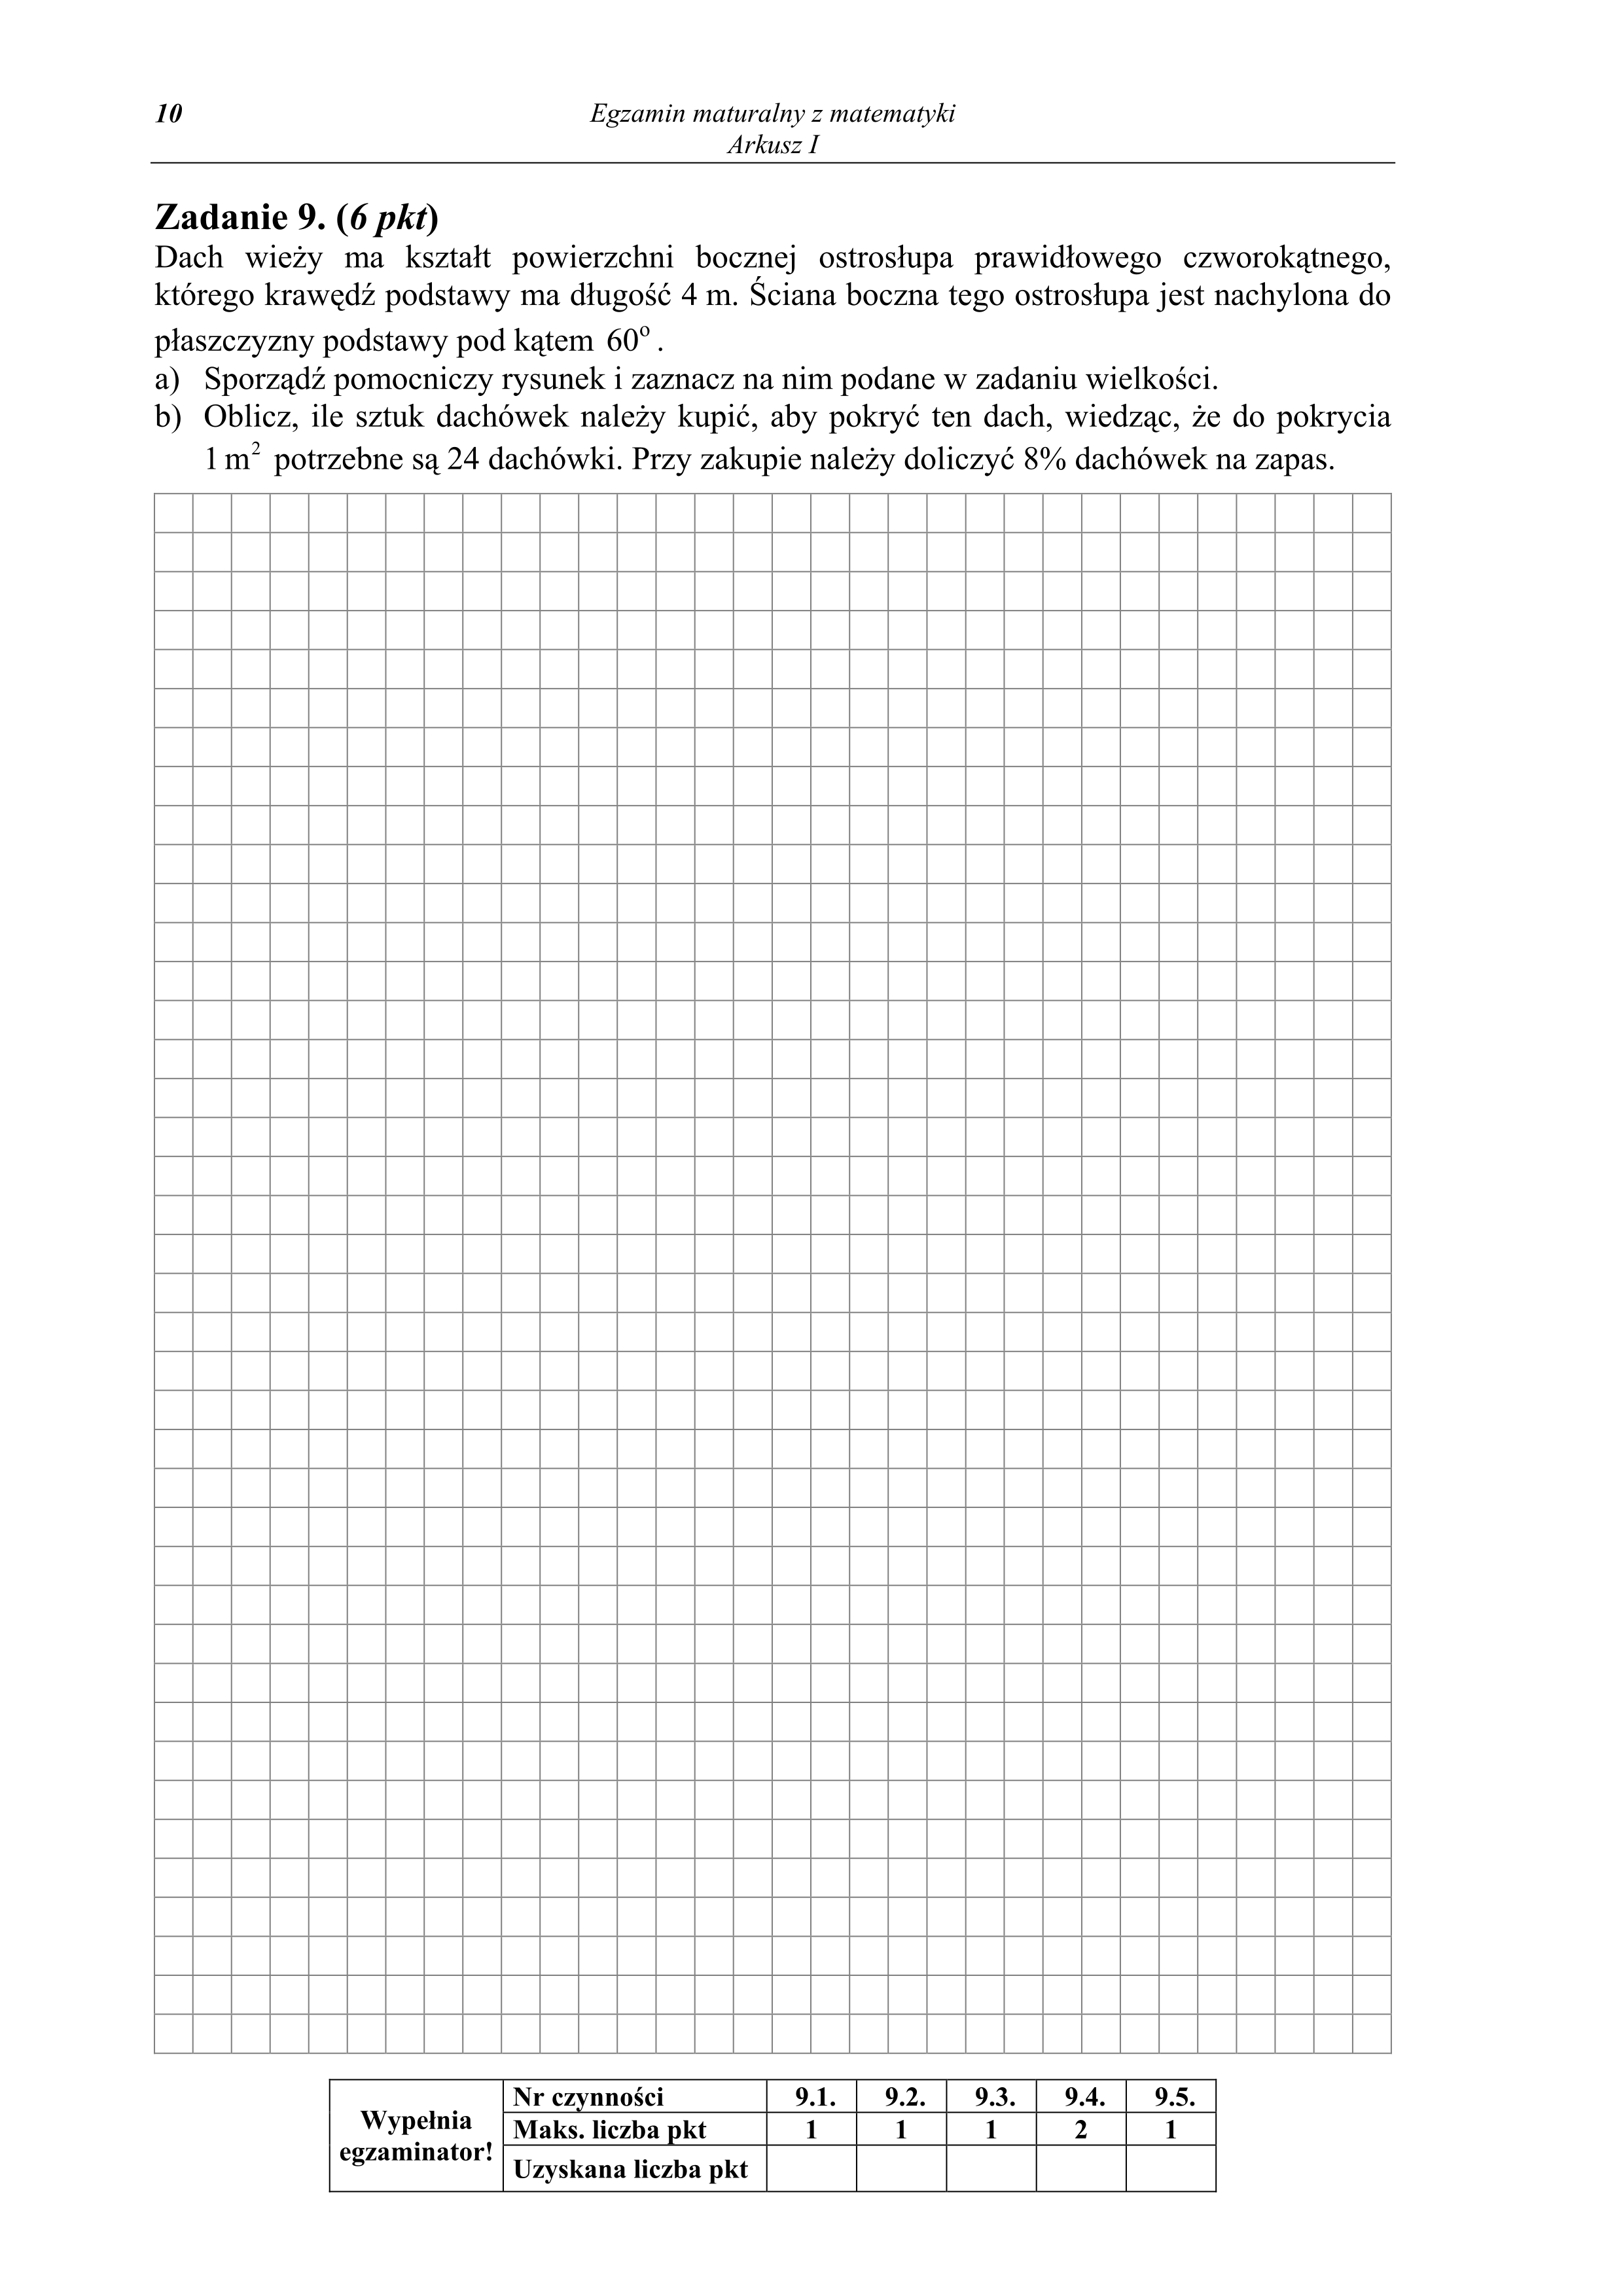 10
Egzamin maturalny z matematyki
Arkusz I
Zadanie 9. (6 pkt)
Dach wieży ma kształt powierzchni bocznej ostrosłupa prawidłowego czworokątnego,
którego krawędź podstawy ma długość 4 m. Ściana boczna tego ostrosłupa jest nachylona do
płaszczyzny podstawy pod kątem 60°.
a) Sporządź pomocniczy rysunek i zaznacz na nim podane w zadaniu wielkości.
b) Oblicz, ile sztuk dachówek należy kupić, aby pokryć ten dach, wiedząc, że do pokrycia
1 m² potrzebne są 24 dachówki. Przy zakupie należy doliczyć 8% dachówek na zapas.
Wypełnia egzaminator!
Nr czynności 9.1. 9.2. 9.3. 9.4. 9.5.
Maks. liczba pkt 1 1 1 2 1
Uzyskana liczba pkt